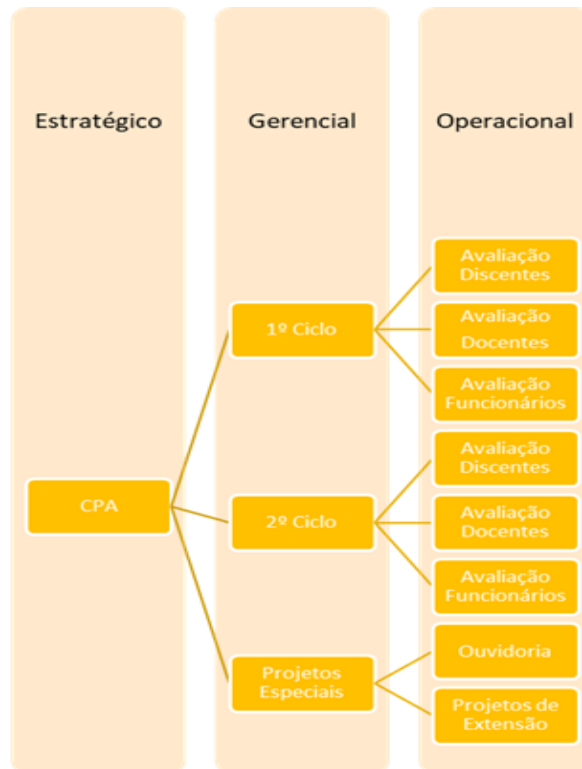 Estratégico
Gerencial
Operacional
CPA
1º Ciclo
2º Ciclo
Projetos
Especiais
Avaliação
Discentes
Avaliação
Docentes
Avaliação
Funcionários
Avaliação
Discentes
Avaliação
Docentes
Avaliação
Funcionários
Ouvidoria
Projetos de
Extensão